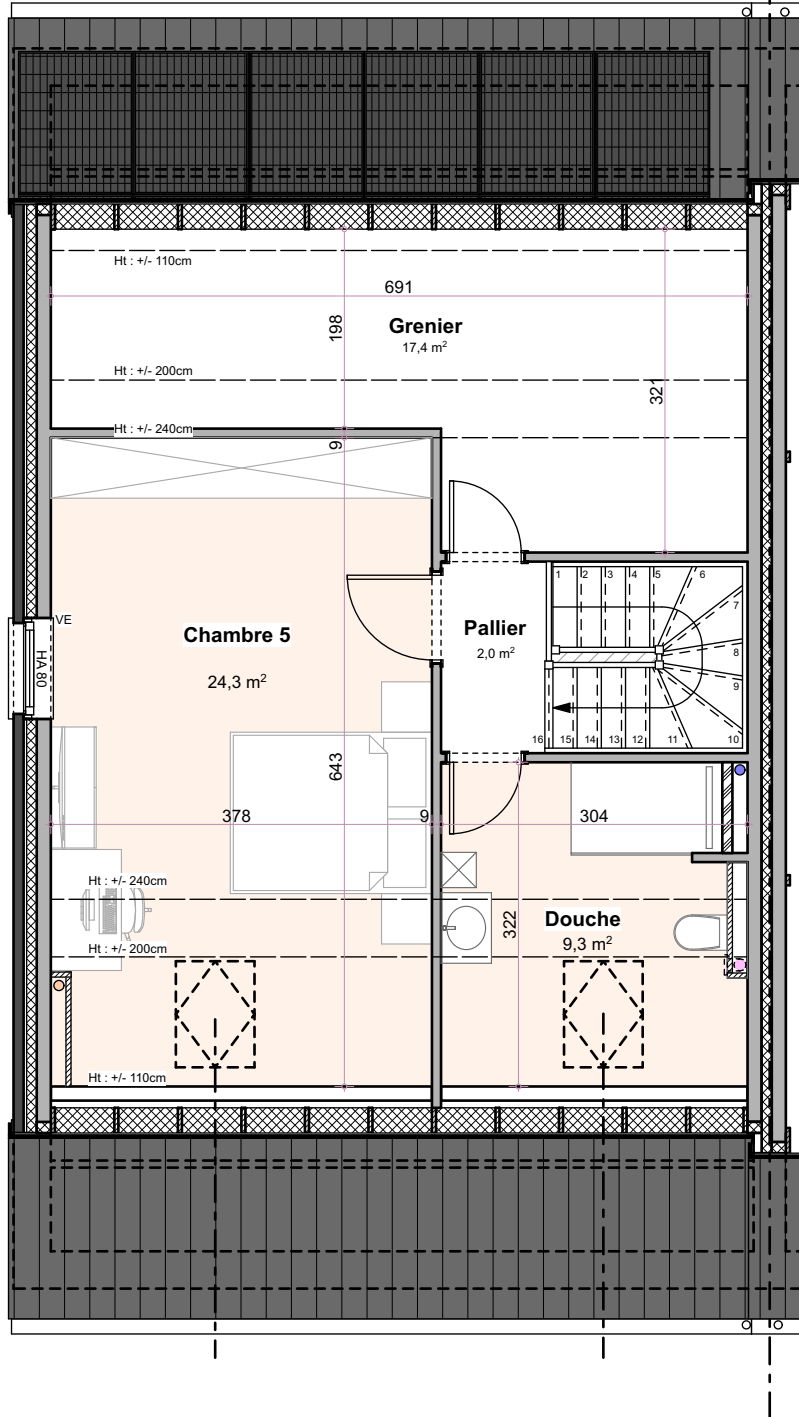 Ht : +/- 110cm
691
198
Grenier
17,4 m²
Ht : +/- 200cm
321
Ht : +/- 240cm
9
1 2 3 4 5 6
7
8
9
10
11
12
13
14
15
16
VE
HA 80
Chambre 5
24,3 m²
Pallier
2,0 m²
643
378
9
304
Ht : +/- 240cm
322
Douche
9,3 m²
Ht : +/- 200cm
Ht : +/- 110cm